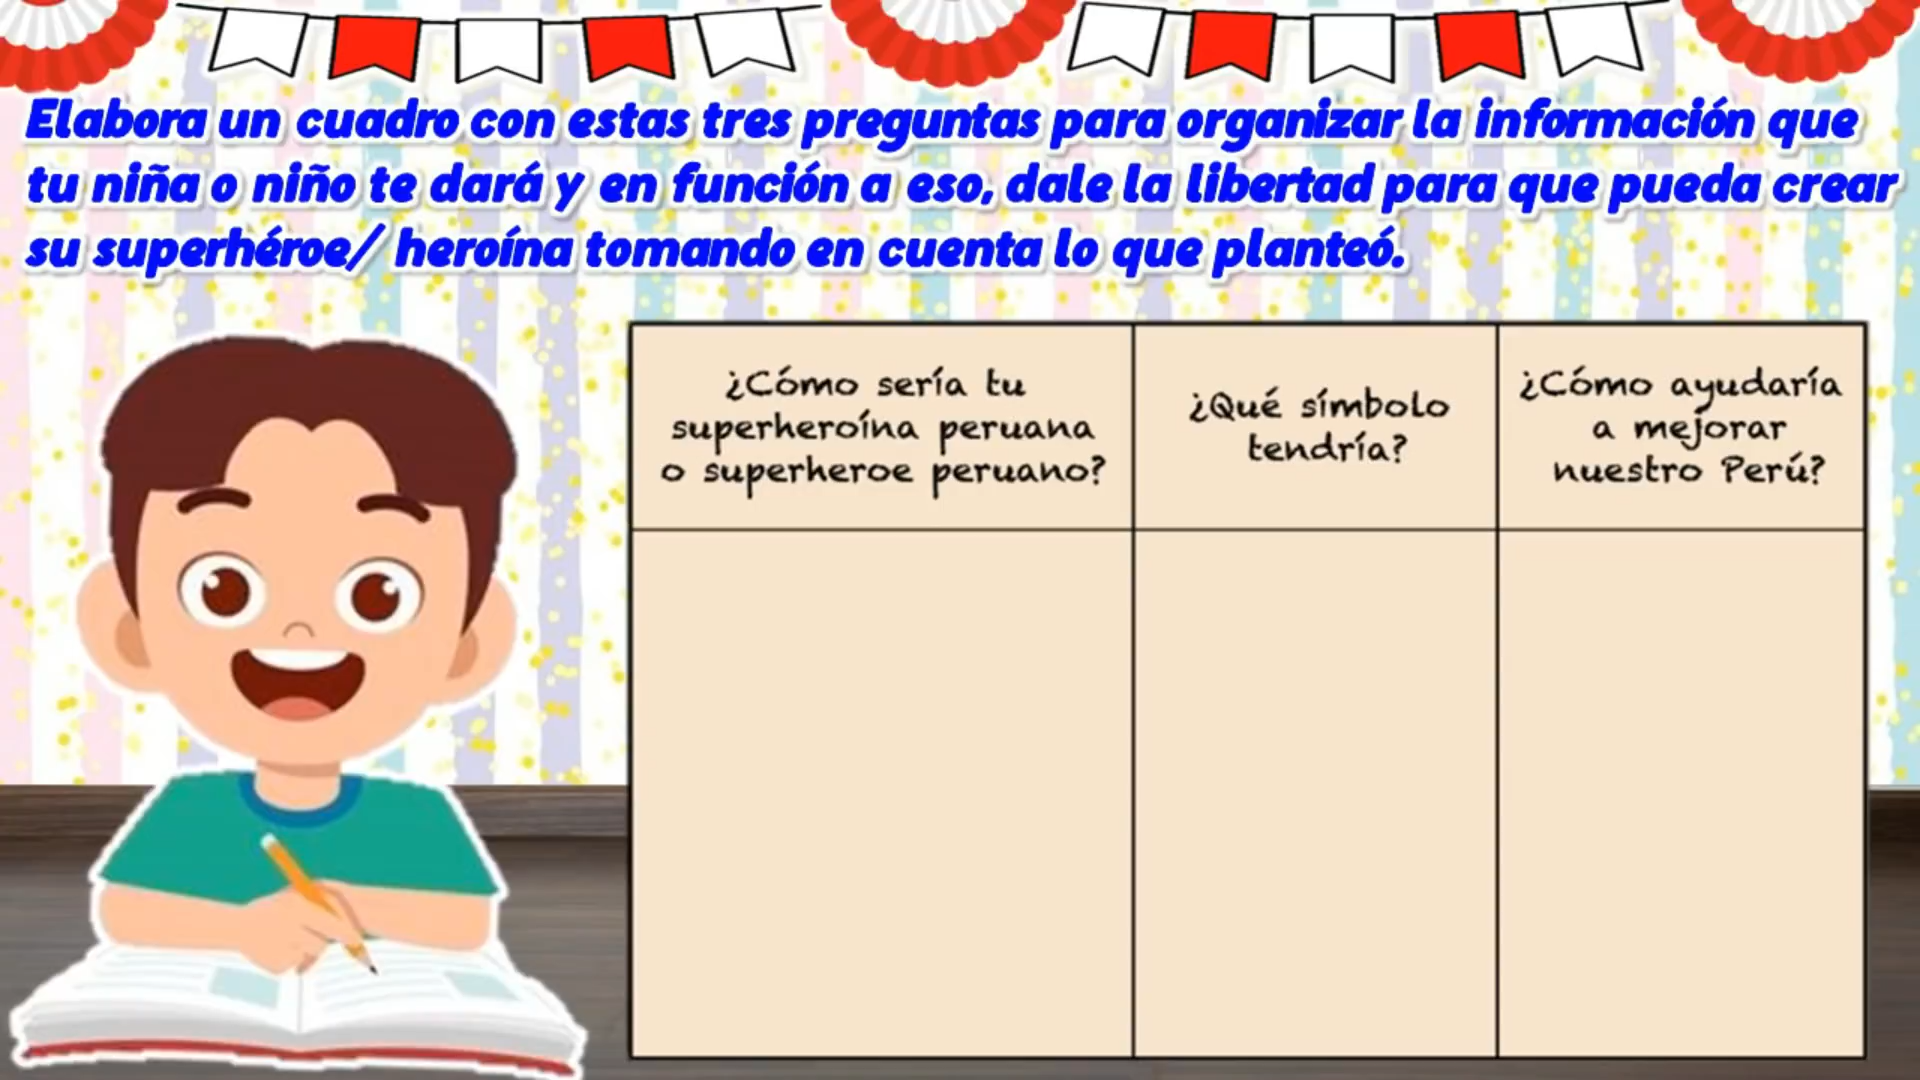 Elabora un cuadro con estas tres preguntas para organizar la información que
tu niña o niño te dará y en función a eso, dale la libertad para que pueda crear
su superhéroe/ heroína tomando en cuenta lo que planteó.
¿Cómo sería tu
superheroína peruana
o superheroe peruano?
¿Qué símbolo
tendría?
¿Cómo ayudaría
a mejorar
nuestro Perú?